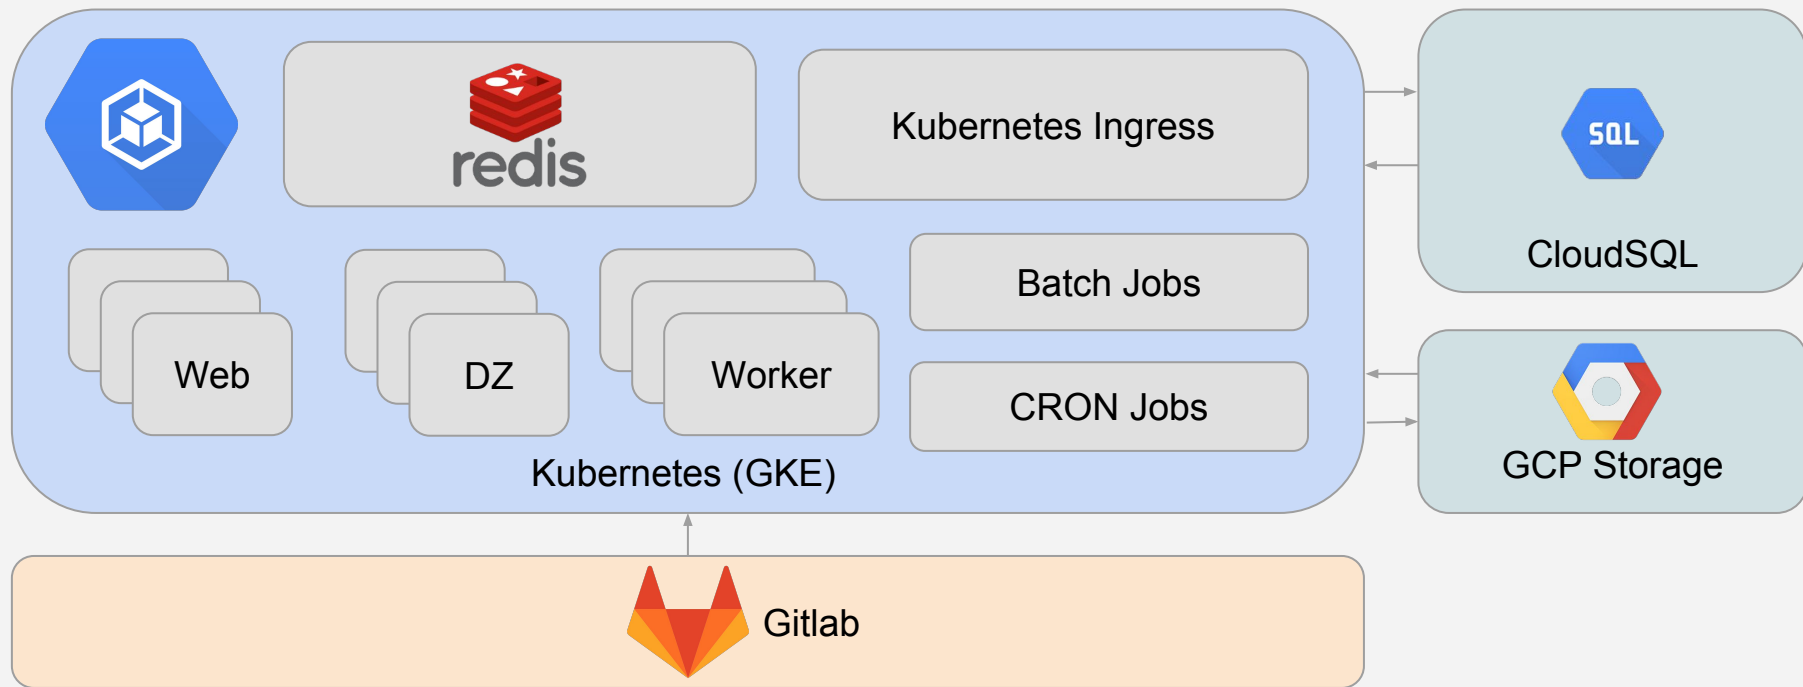 redis
Kubernetes Ingress
SQL
CloudSQL
Batch Jobs
Web
DZ
Worker
CRON Jobs
GCP Storage
Kubernetes (GKE)
Gitlab